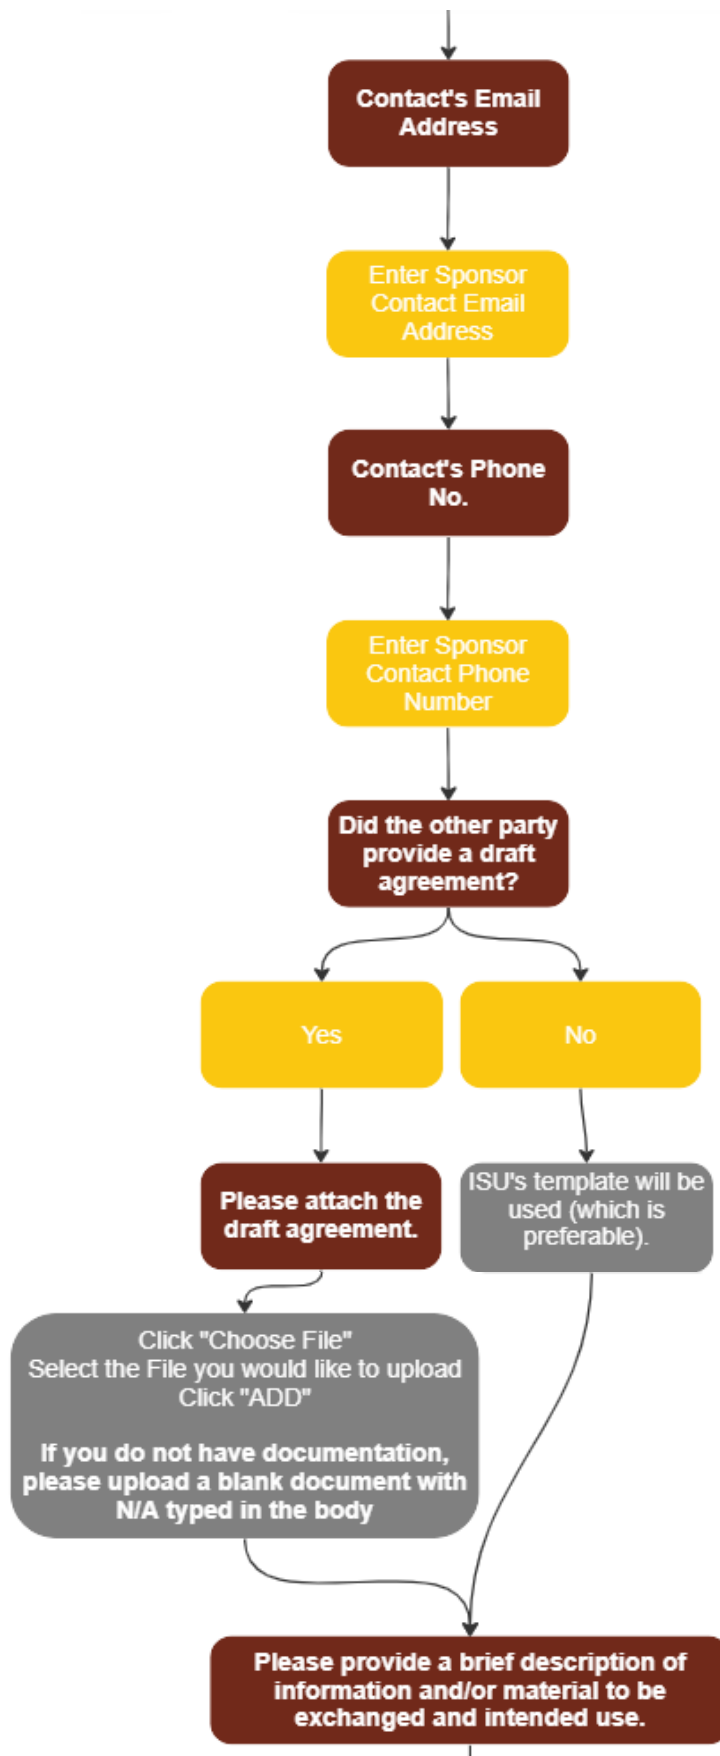 Contact's Email
Address
Enter Sponsor
Contact Email
Address
Contact's Phone
No.
Enter Sponsor
Contact Phone
Number
Did the other party
provide a draft
agreement?
Yes
No
Please attach the
draft agreement.
ISU's template will be
used (which is
preferable).
Click "Choose File"
Select the File you would like to upload
Click "ADD"
If you do not have documentation,
please upload a blank document with
N/A typed in the body
Please provide a brief description of
information and/or material to be
exchanged and intended use.